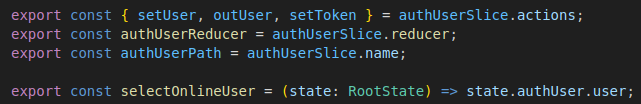 export const { setUser, outUser, setToken } = authUserSlice.actions;
export const authUserReducer = authUserSlice.reducer;
export const authUserPath = authUserSlice.name;
export const selectOnlineUser = (state: RootState) => state.authUser.user;